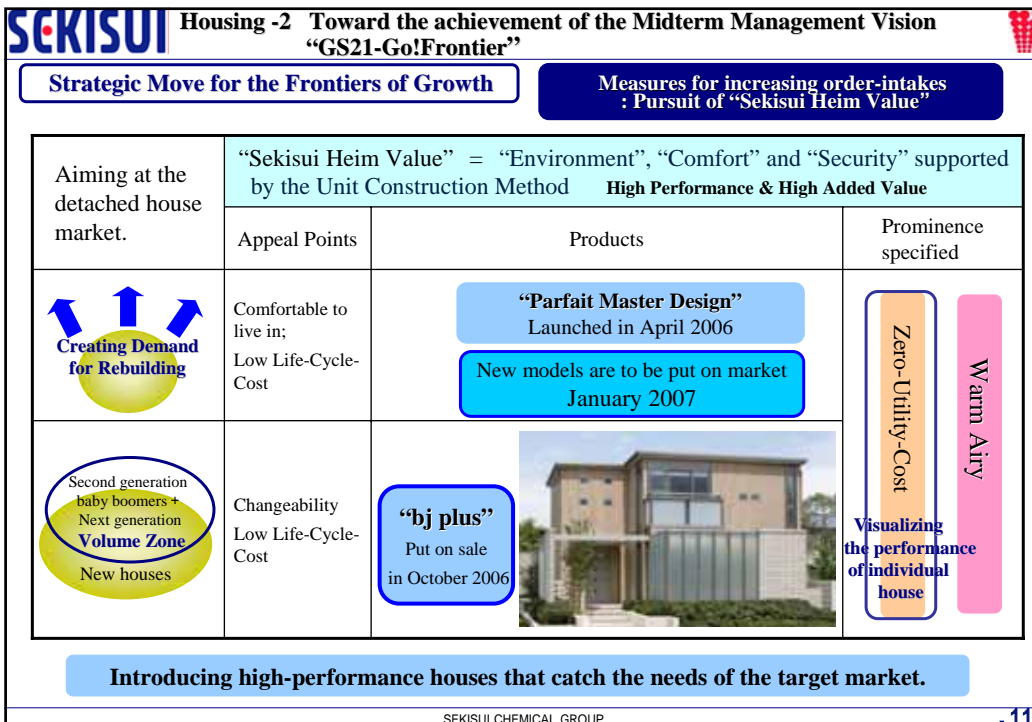 SEKISUI
Housing -2 Toward the achievement of the Midterm Management Vision
“GS21-Go!Frontier”
Strategic Move for the Frontiers of Growth
Measures for increasing order-intakes
: Pursuit of “Sekisui Heim Value”
Aiming at the
detached house
market.
“Sekisui Heim Value” = “Environment”, “Comfort” and “Security” supported
by the Unit Construction Method High Performance & High Added Value
Appeal Points
Products
Prominence
specified
Creating Demand
for Rebuilding
Comfortable to
live in;
Low Life-Cycle-
Cost
“Parfait Master Design”
Launched in April 2006
New models are to be put on market
January 2007
Zero-Utility-Cost
Warm Airy
Second generation
baby boomers +
Next generation
Volume Zone
New houses
Changeability
Low Life-Cycle-
Cost
“bj plus”
Put on sale
in October 2006
Visualizing
the performance
of individual
house
Introducing high-performance houses that catch the needs of the target market.
SEKISUI CHEMICAL GROUP
- 11